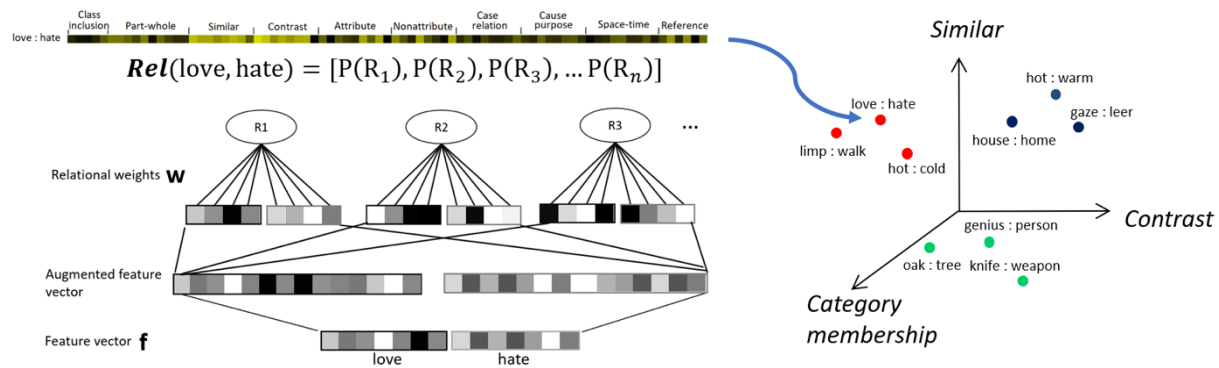 Class inclusion Part-whole Similar Contrast Attribute Nonattribute Case relation Cause purpose Space-time Reference
love : hate
Rel(love, hate) = [P(R₁), P(R₂), P(R₃), … P(Rₙ)]
R1 R2 R3 ...
Relational weights w
Augmented feature vector
Feature vector f
love hate
Similar
hot : warm
love : hate
gaze : leer
limp : walk
house : home
hot : cold
Contrast
genius : person
oak : tree
knife : weapon
Category
membership